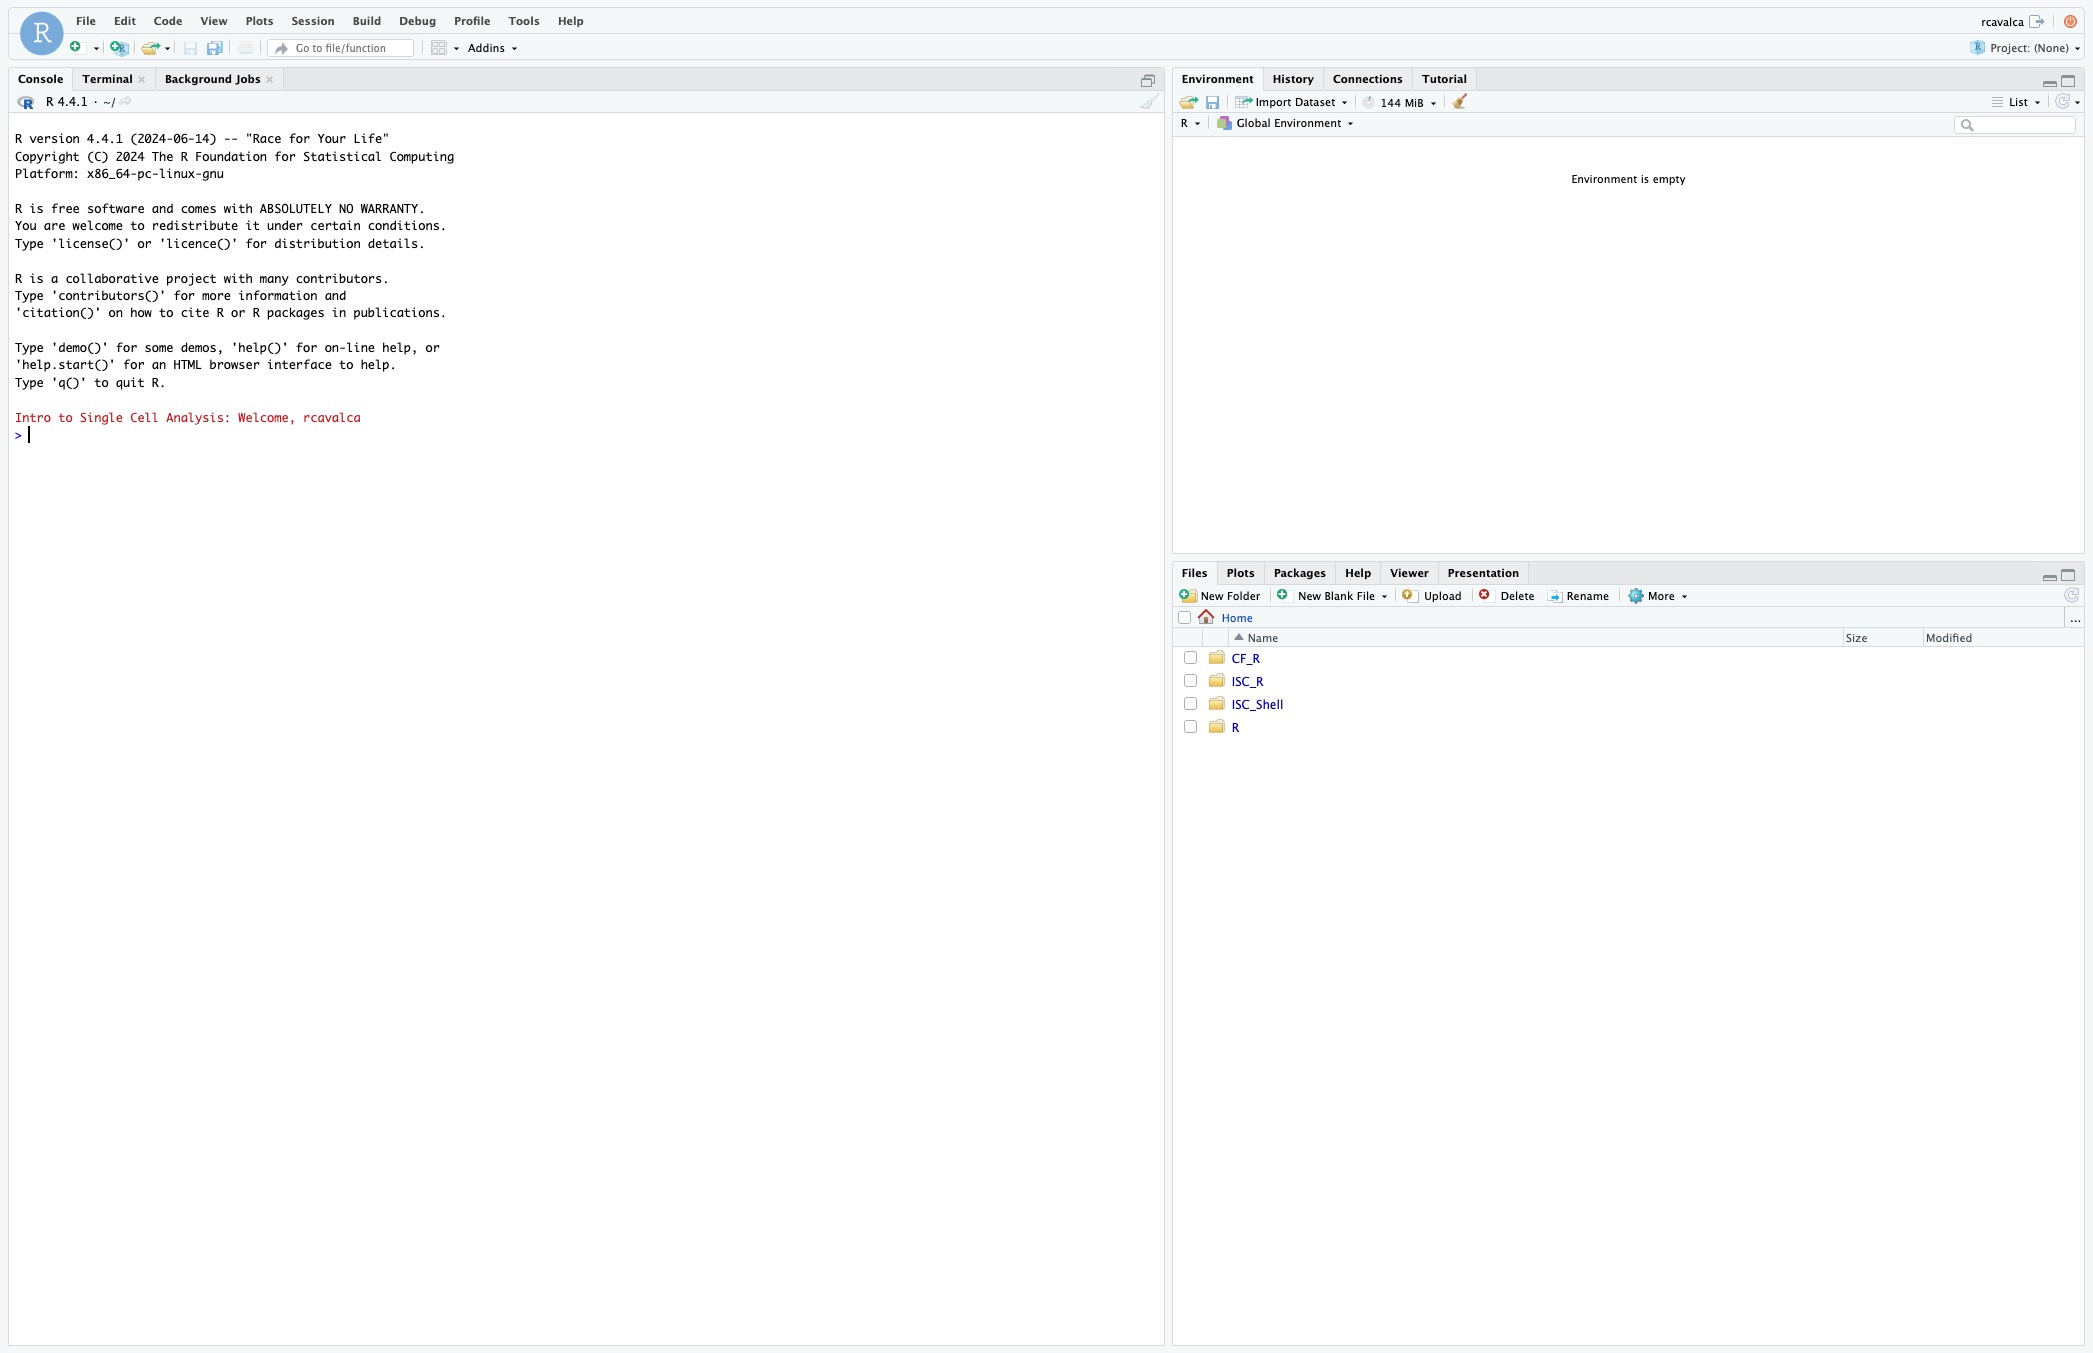 R
File Edit Code View Plots Session Build Debug Profile Tools Help
rcavalca
Go to file/function
Addins
Project: (None)
Console Terminal Background Jobs
R 4.4.1 · ~/
R version 4.4.1 (2024-06-14) -- "Race for Your Life"
Copyright (C) 2024 The R Foundation for Statistical Computing
Platform: x86_64-pc-linux-gnu
R is free software and comes with ABSOLUTELY NO WARRANTY.
You are welcome to redistribute it under certain conditions.
Type 'license()' or 'licence()' for distribution details.
R is a collaborative project with many contributors.
Type 'contributors()' for more information and
'citation()' on how to cite R or R packages in publications.
Type 'demo()' for some demos, 'help()' for on-line help, or
'help.start()' for an HTML browser interface to help.
Type 'q()' to quit R.
Intro to Single Cell Analysis: Welcome, rcavalca
>
Environment History Connections Tutorial
Import Dataset 144 MiB List
R Global Environment
Environment is empty
Files Plots Packages Help Viewer Presentation
New Folder New Blank File Upload Delete Rename More
Home ...
Name Size Modified
CF_R
ISC_R
ISC_Shell
R